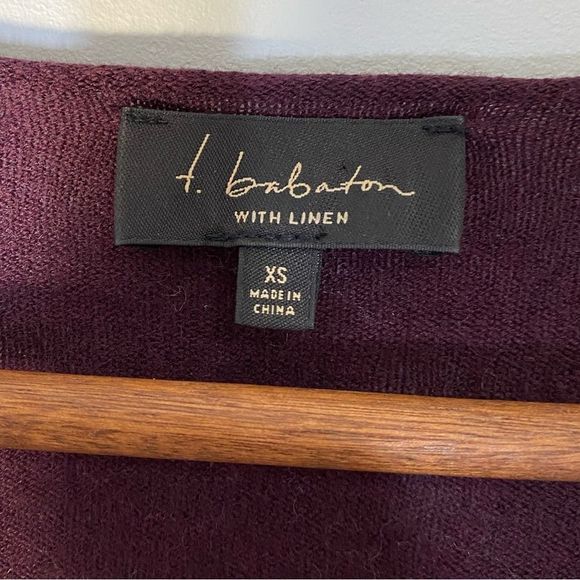 t. babaton
WITH LINEN
XS
MADE IN
CHINA